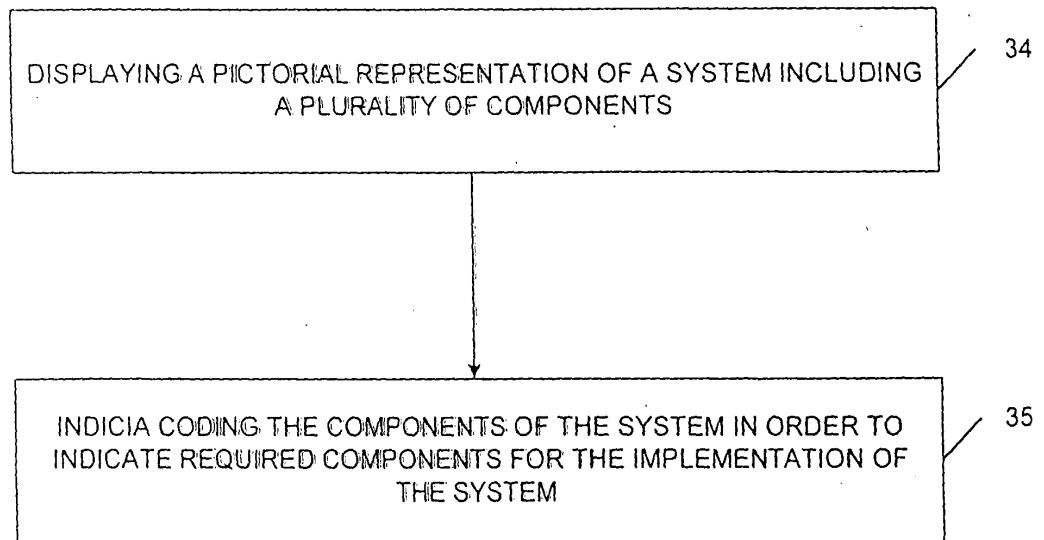 DISPLAYING A PICTORIAL REPRESENTATION OF A SYSTEM INCLUDING
A PLURALITY OF COMPONENTS
34
INDICIA CODING THE COMPONENTS OF THE SYSTEM IN ORDER TO
INDICATE REQUIRED COMPONENTS FOR THE IMPLEMENTATION OF
THE SYSTEM
35